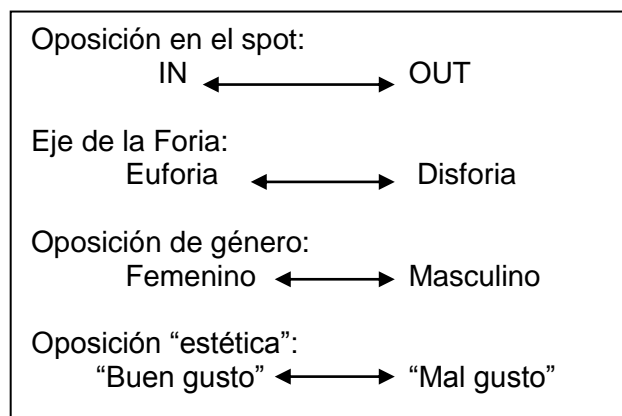 Oposición en el spot:
IN OUT
Eje de la Foria:
Euforia Disforia
Oposición de género:
Femenino Masculino
Oposición “estética”:
“Buen gusto” “Mal gusto”